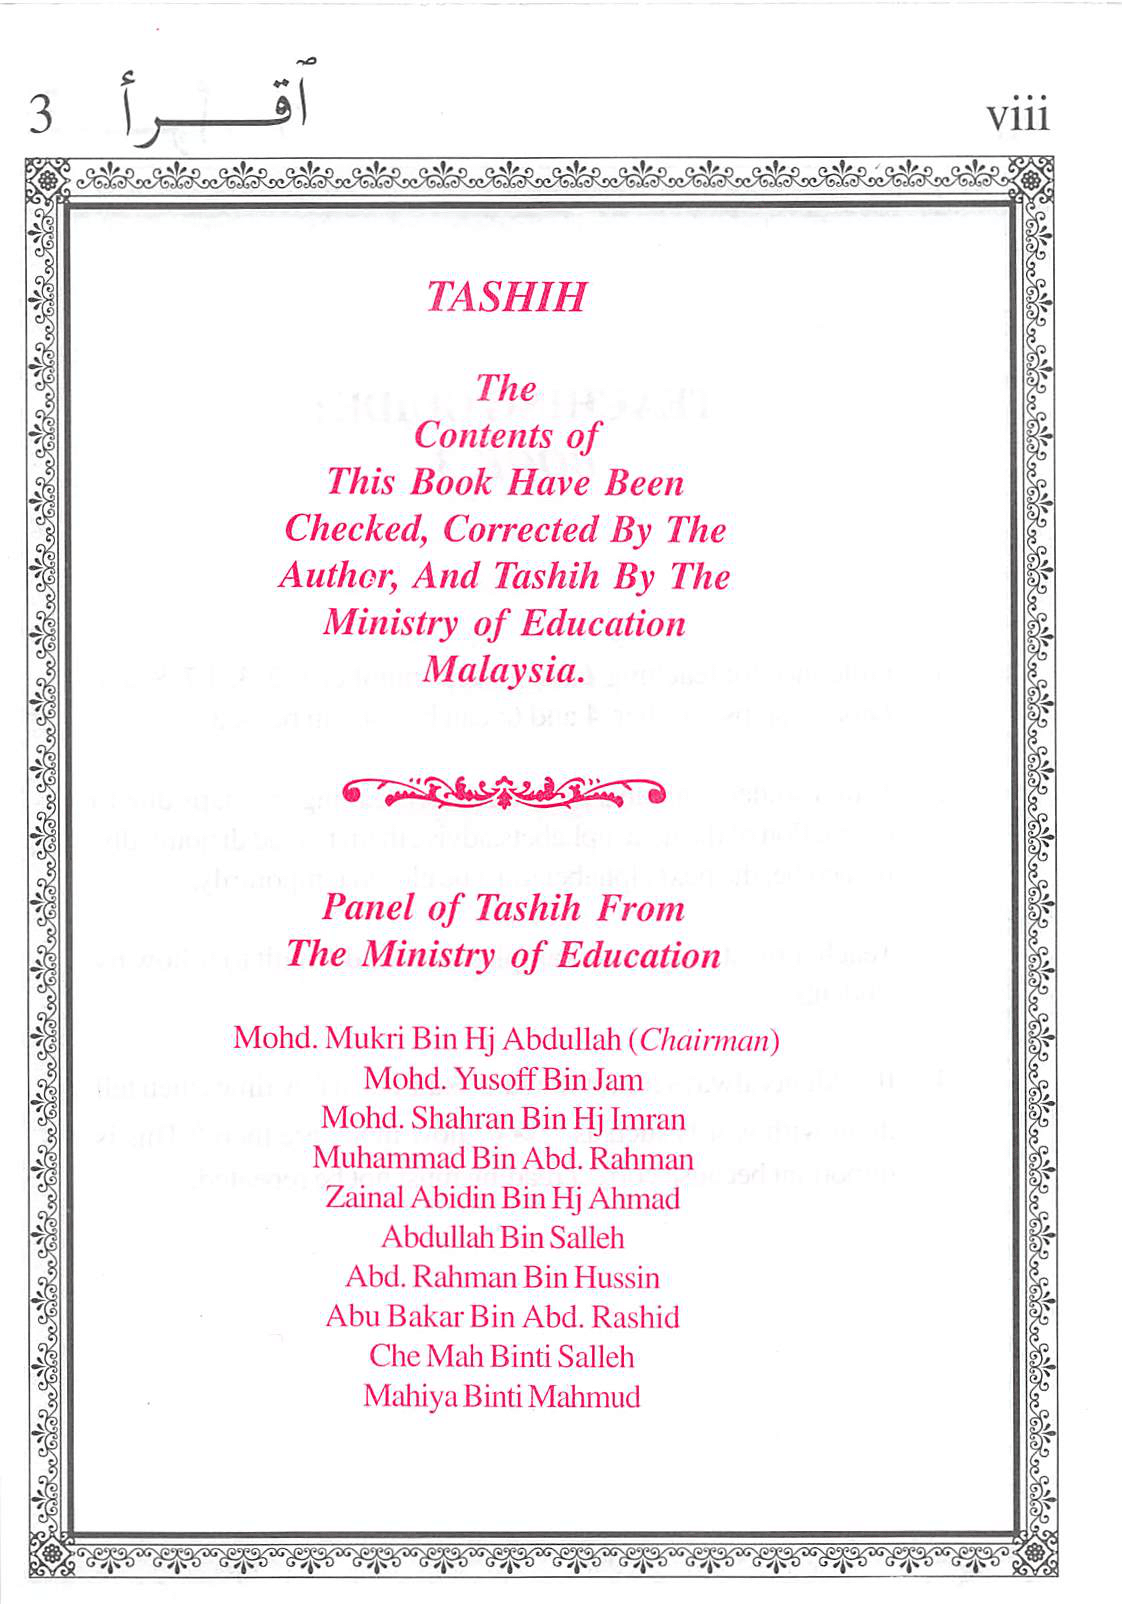 3 ٱقـــرأ viii
TASHIH
The
Contents of
This Book Have Been
Checked, Corrected By The
Author, And Tashih By The
Ministry of Education
Malaysia.
Panel of Tashih From
The Ministry of Education
Mohd. Mukri Bin Hj Abdullah (Chairman)
Mohd. Yusoff Bin Jam
Mohd. Shahran Bin Hj Imran
Muhammad Bin Abd. Rahman
Zainal Abidin Bin Hj Ahmad
Abdullah Bin Salleh
Abd. Rahman Bin Hussin
Abu Bakar Bin Abd. Rashid
Che Mah Binti Salleh
Mahiya Binti Mahmud